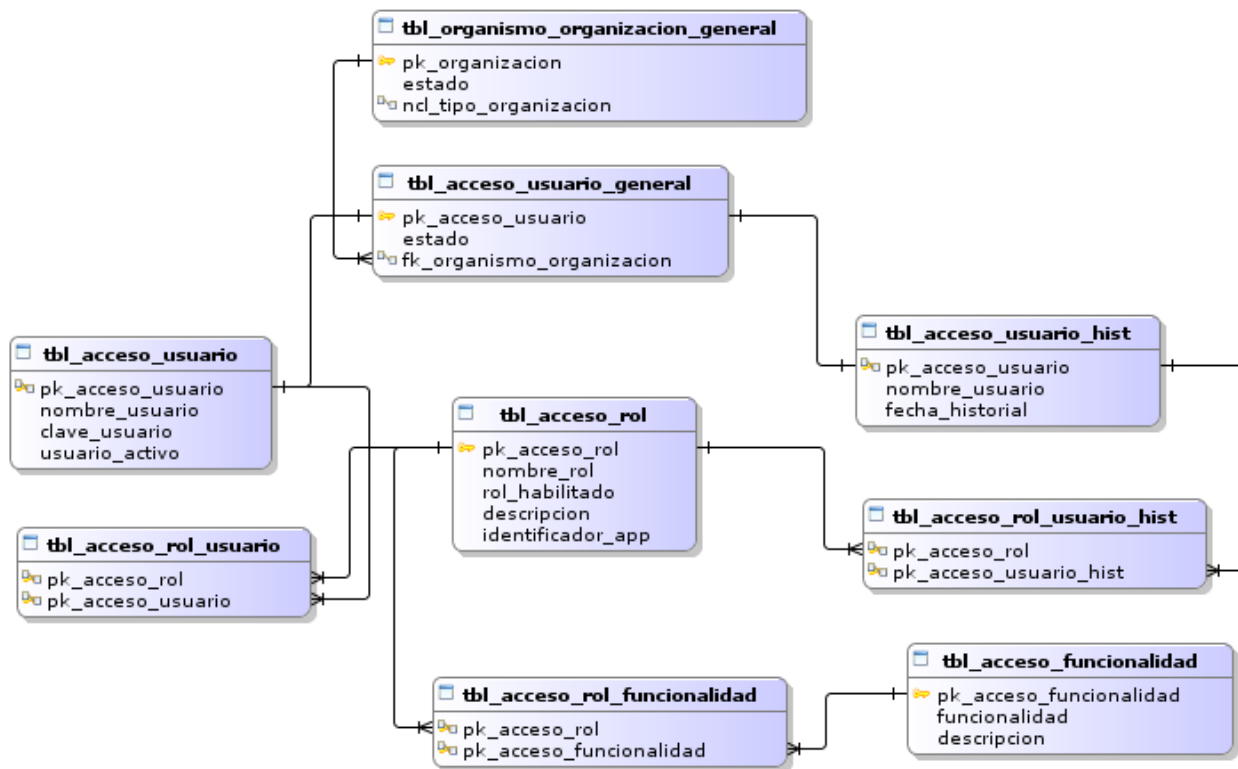 tbl_organismo_organizacion_general
pk_organizacion
estado
ncl_tipo_organizacion
tbl_acceso_usuario_general
pk_acceso_usuario
estado
fk_organismo_organizacion
tbl_acceso_usuario
pk_acceso_usuario
nombre_usuario
clave_usuario
usuario_activo
tbl_acceso_usuario_hist
pk_acceso_usuario
nombre_usuario
fecha_historial
tbl_acceso_rol
pk_acceso_rol
nombre_rol
rol_habilitado
descripcion
identificador_app
tbl_acceso_rol_usuario
pk_acceso_rol
pk_acceso_usuario
tbl_acceso_rol_usuario_hist
pk_acceso_rol
pk_acceso_usuario_hist
tbl_acceso_rol_funcionalidad
pk_acceso_rol
pk_acceso_funcionalidad
tbl_acceso_funcionalidad
pk_acceso_funcionalidad
funcionalidad
descripcion